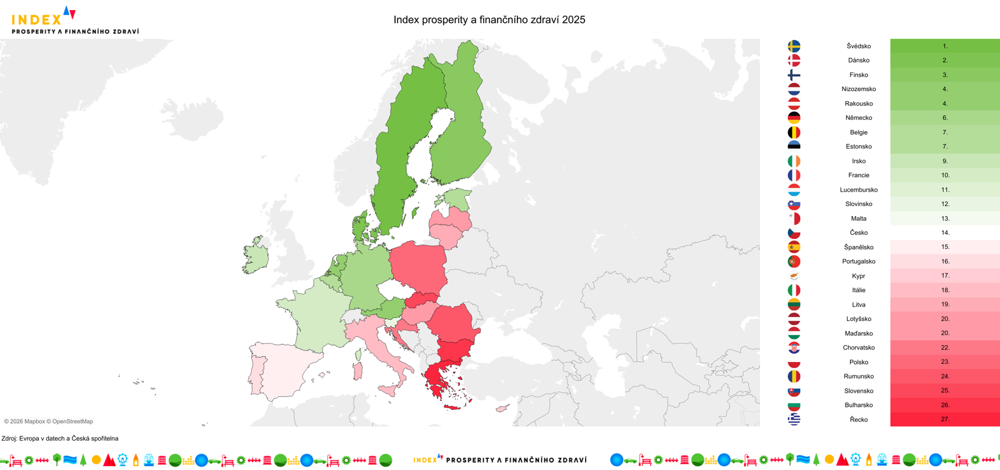 INDEX
PROSPERITY A FINANČNÍHO ZDRAVÍ
Index prosperity a finančního zdraví 2025
Švédsko 1.
Dánsko 2.
Finsko 3.
Nizozemsko 4.
Rakousko 4.
Německo 6.
Belgie 7.
Estonsko 7.
Irsko 9.
Francie 10.
Lucembursko 11.
Slovinsko 12.
Malta 13.
Česko 14.
Španělsko 15.
Portugalsko 16.
Kypr 17.
Itálie 18.
Litva 19.
Lotyšsko 20.
Maďarsko 20.
Chorvatsko 22.
Polsko 23.
Rumunsko 24.
Slovensko 25.
Bulharsko 26.
Řecko 27.
© 2026 Mapbox © OpenStreetMap
Zdroj: Evropa v datech a Česká spořitelna
INDEX PROSPERITY A FINANČNÍHO ZDRAVÍ